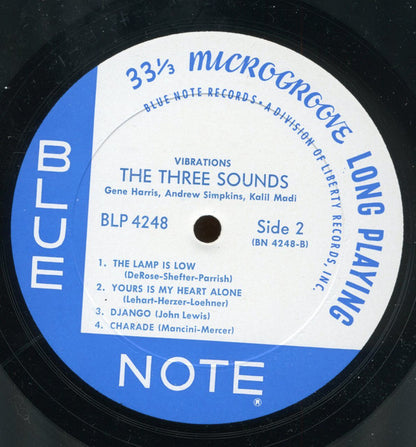 33⅓ MICROGROOVE LONG PLAYING
BLUE NOTE RECORDS • A DIVISION OF LIBERTY RECORDS, INC.
VIBRATIONS
THE THREE SOUNDS
Gene Harris, Andrew Simpkins, Kalil Madi
BLP 4248
Side 2
(BN 4248-B)
1. THE LAMP IS LOW
(DeRose-Shefter-Parrish)
2. YOURS IS MY HEART ALONE
(Lehart-Herzer-Loehner)
3. DJANGO (John Lewis)
4. CHARADE (Mancini-Mercer)
BLUE
NOTE®